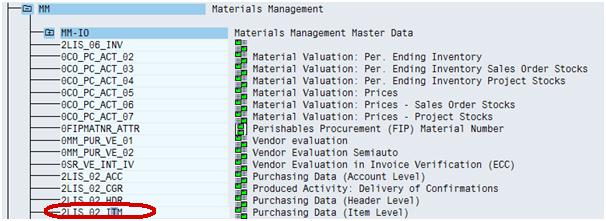 MM Materials Management
MM-IO Materials Management Master Data
2LIS_06_INV
0CO_PC_ACT_02 Material Valuation: Per. Ending Inventory
0CO_PC_ACT_03 Material Valuation: Per. Ending Inventory Sales Order Stocks
0CO_PC_ACT_04 Material Valuation: Per. Ending Inventory Project Stocks
0CO_PC_ACT_05 Material Valuation: Prices
0CO_PC_ACT_06 Material Valuation: Prices - Sales Order Stocks
0CO_PC_ACT_07 Material Valuation: Prices - Project Stocks
0FIPMATNR_ATTR Perishables Procurement (FIP) Material Number
0MM_PUR_VE_01 Vendor evaluation
0MM_PUR_VE_02 Vendor Evaluation Semiauto
0SR_VE_INT_IV Vendor Evaluation in Invoice Verification (ECC)
2LIS_02_ACC Purchasing Data (Account Level)
2LIS_02_CGR Produced Activity: Delivery of Confirmations
2LIS_02_HDR Purchasing Data (Header Level)
2LIS_02_ITM Purchasing Data (Item Level)